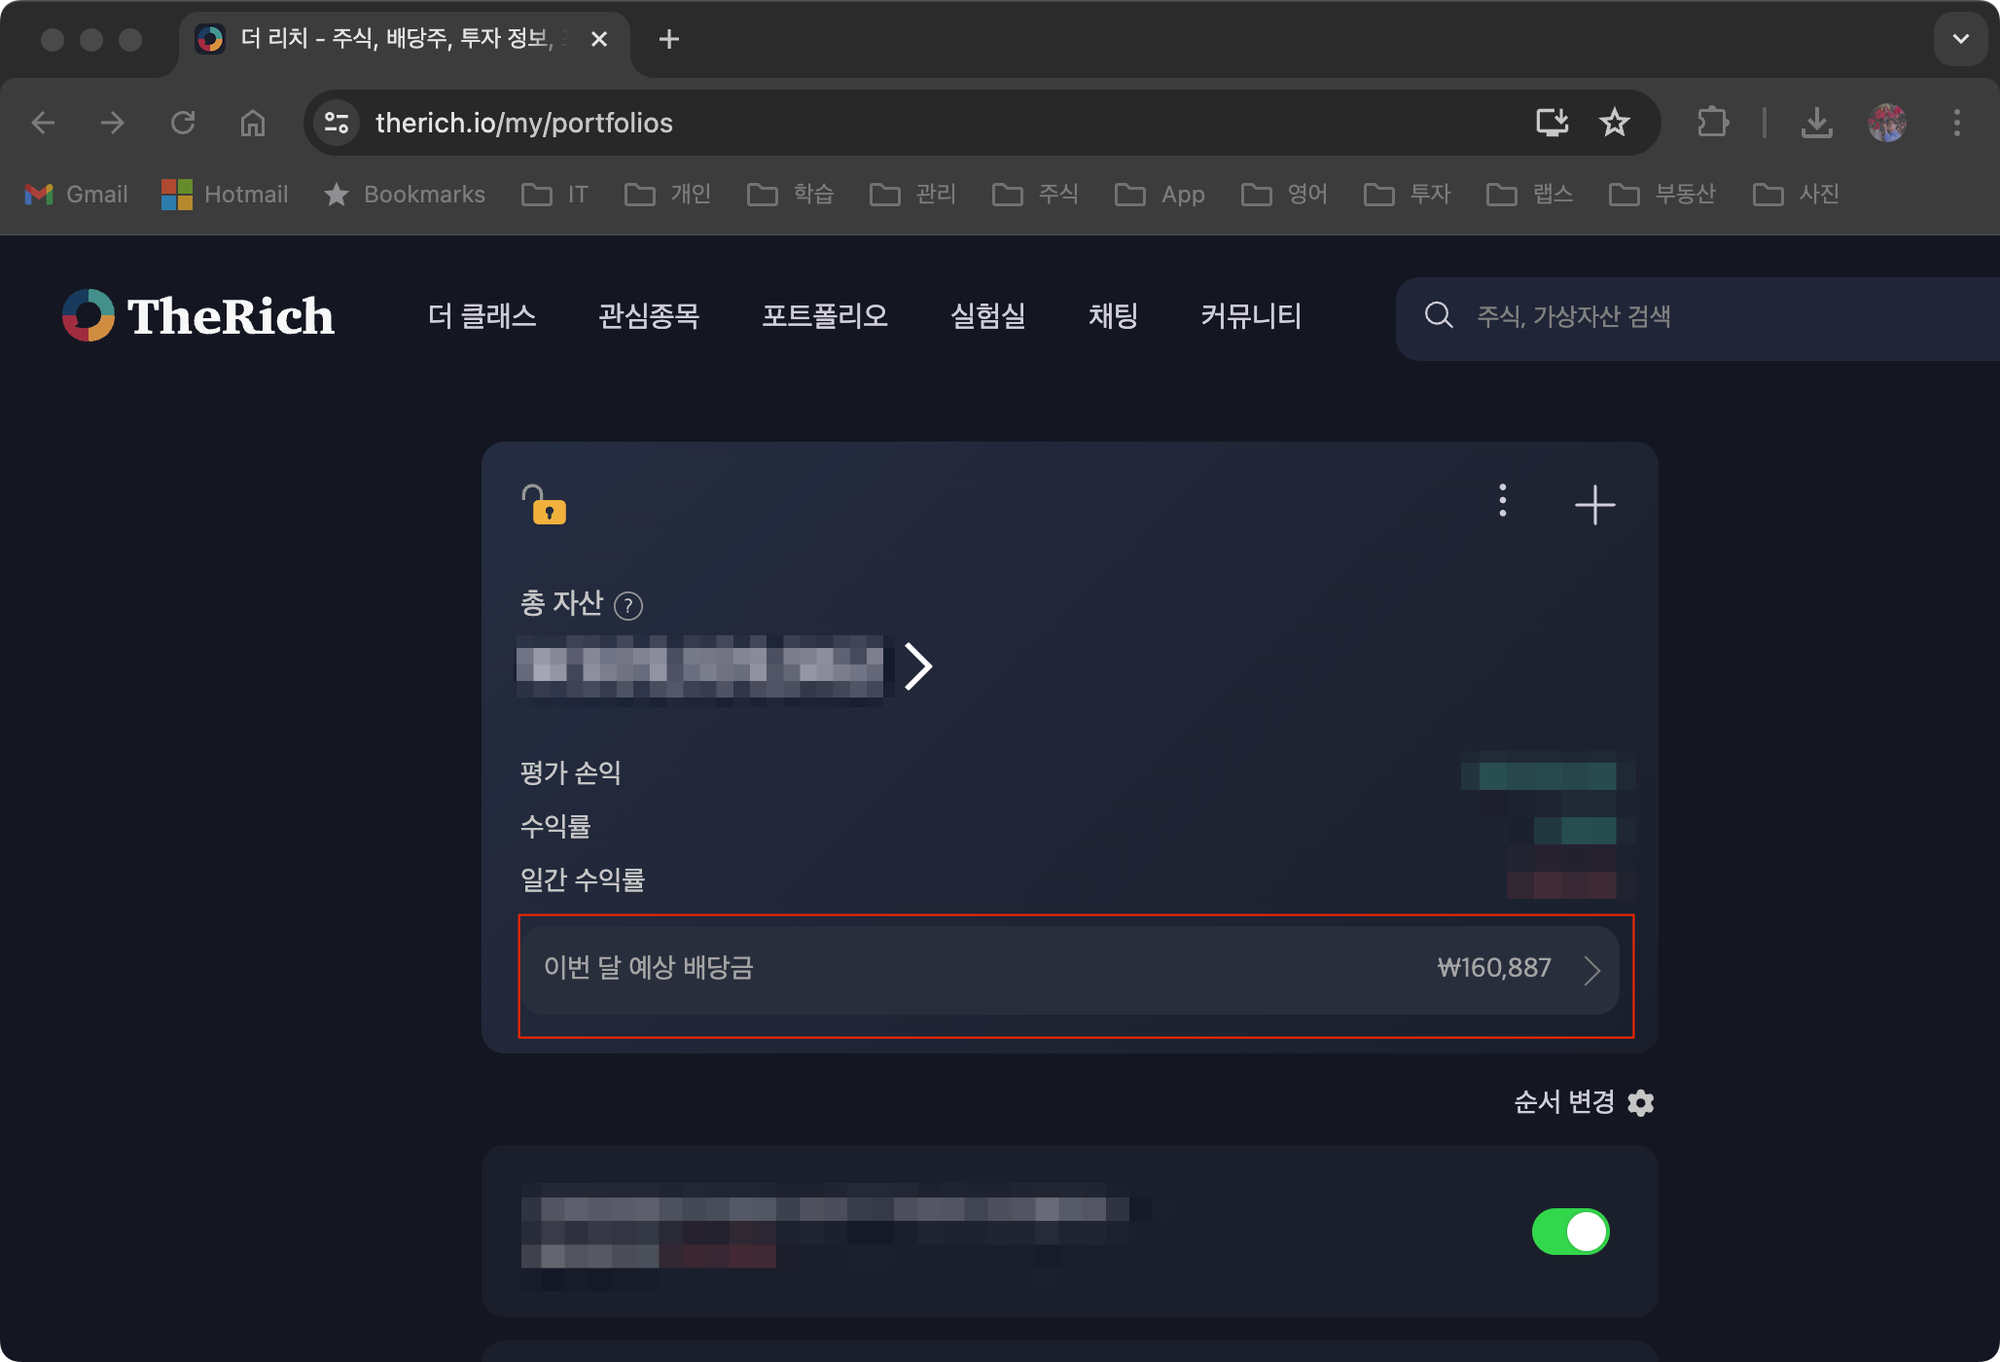 더 리치 - 주식, 배당주, 투자 정보,
therich.io/my/portfolios
Gmail Hotmail Bookmarks IT 개인 학습 관리 주식 App 영어 투자 랩스 부동산 사진
TheRich 더 클래스 관심종목 포트폴리오 실험실 채팅 커뮤니티 주식, 가상자산 검색
총 자산 ?
평가 손익
수익률
일간 수익률
이번 달 예상 배당금 ₩160,887
순서 변경